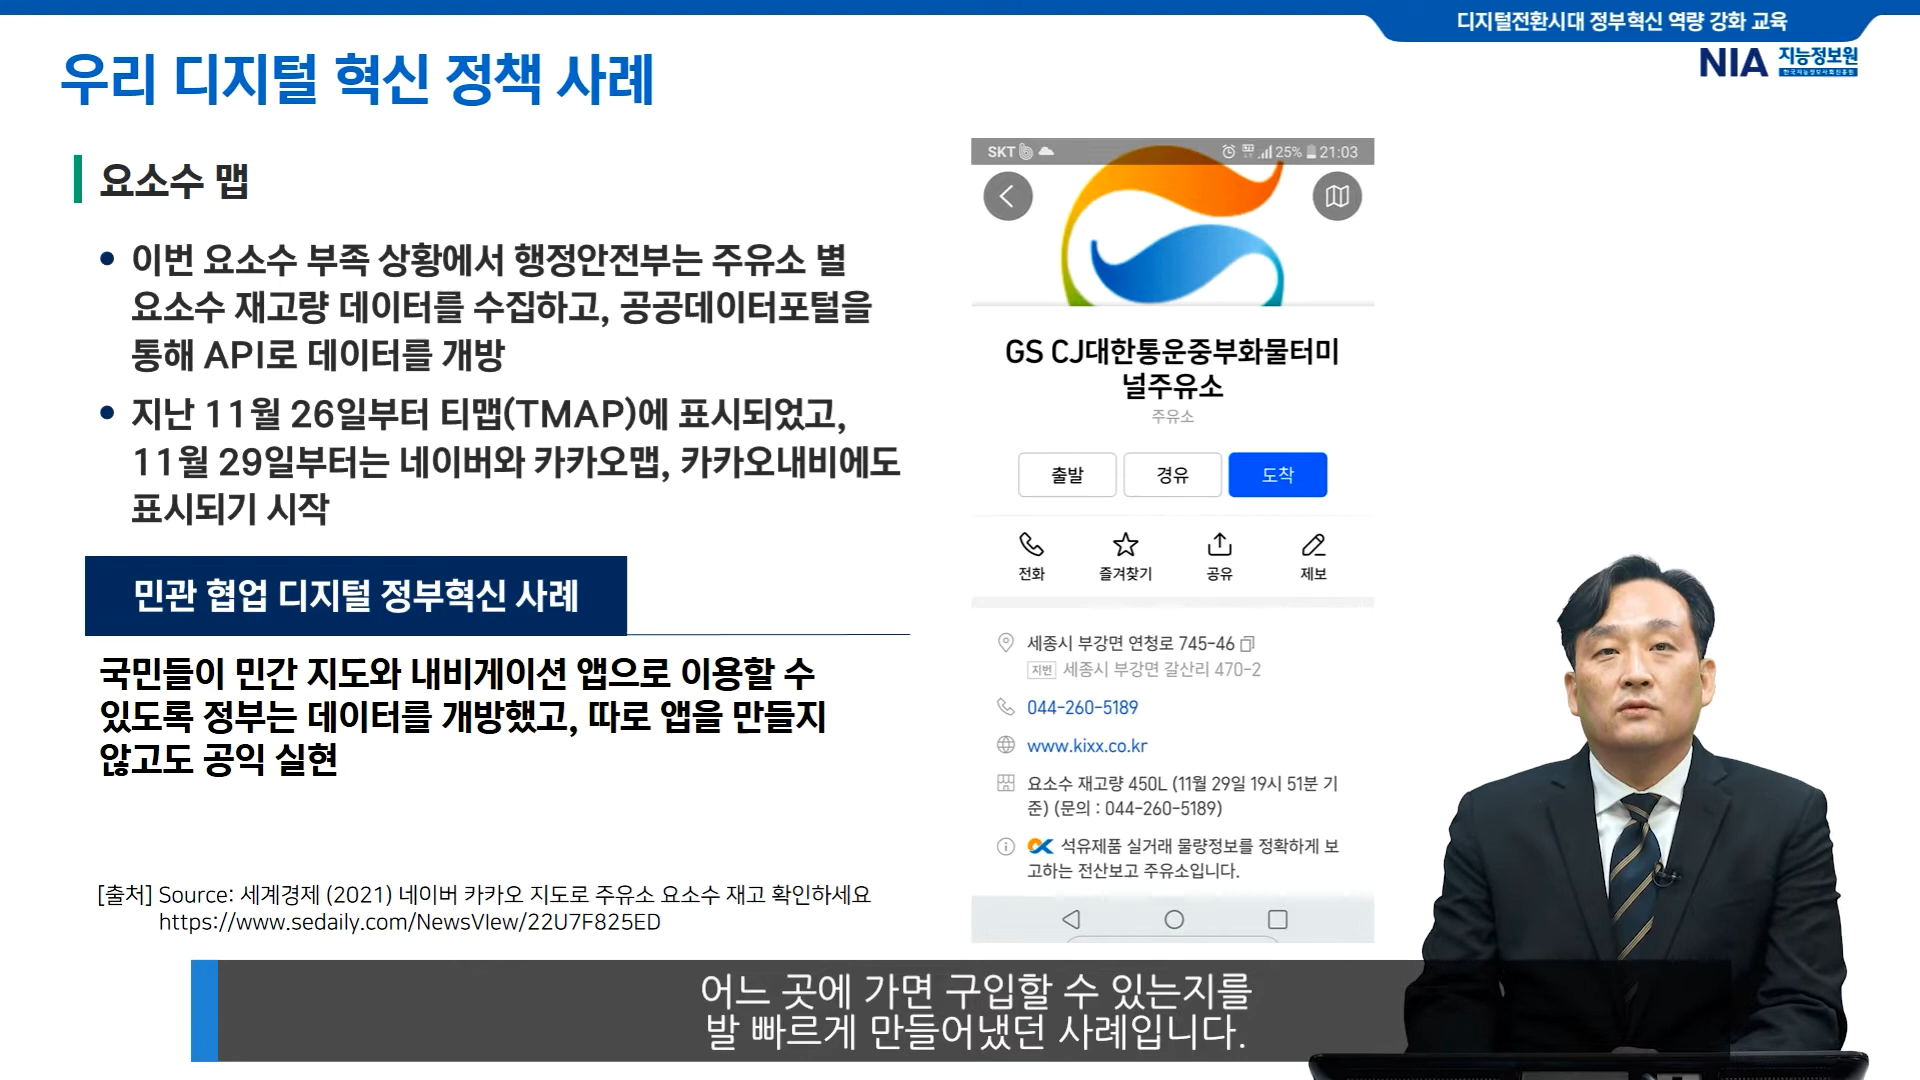 디지털전환시대 정부혁신 역량 강화 교육
NIA 지능정보원
한국지능정보사회진흥원
우리 디지털 혁신 정책 사례
요소수 맵
• 이번 요소수 부족 상황에서 행정안전부는 주유소 별
요소수 재고량 데이터를 수집하고, 공공데이터포털을
통해 API로 데이터를 개방
• 지난 11월 26일부터 티맵(TMAP)에 표시되었고,
11월 29일부터는 네이버와 카카오맵, 카카오내비에도
표시되기 시작
민관 협업 디지털 정부혁신 사례
국민들이 민간 지도와 내비게이션 앱으로 이용할 수
있도록 정부는 데이터를 개방했고, 따로 앱을 만들지
않고도 공익 실현
[출처] Source: 세계경제 (2021) 네이버 카카오 지도로 주유소 요소수 재고 확인하세요
https://www.sedaily.com/NewsVIew/22U7F825ED
SKT 25% 21:03
GS CJ대한통운중부화물터미
널주유소
주유소
출발 경유 도착
전화 즐겨찾기 공유 제보
세종시 부강면 연청로 745-46
지번 세종시 부강면 갈산리 470-2
044-260-5189
www.kixx.co.kr
요소수 재고량 450L (11월 29일 19시 51분 기
준) (문의 : 044-260-5189)
석유제품 실거래 물량정보를 정확하게 보
고하는 전산보고 주유소입니다.
어느 곳에 가면 구입할 수 있는지를
발 빠르게 만들어냈던 사례입니다.